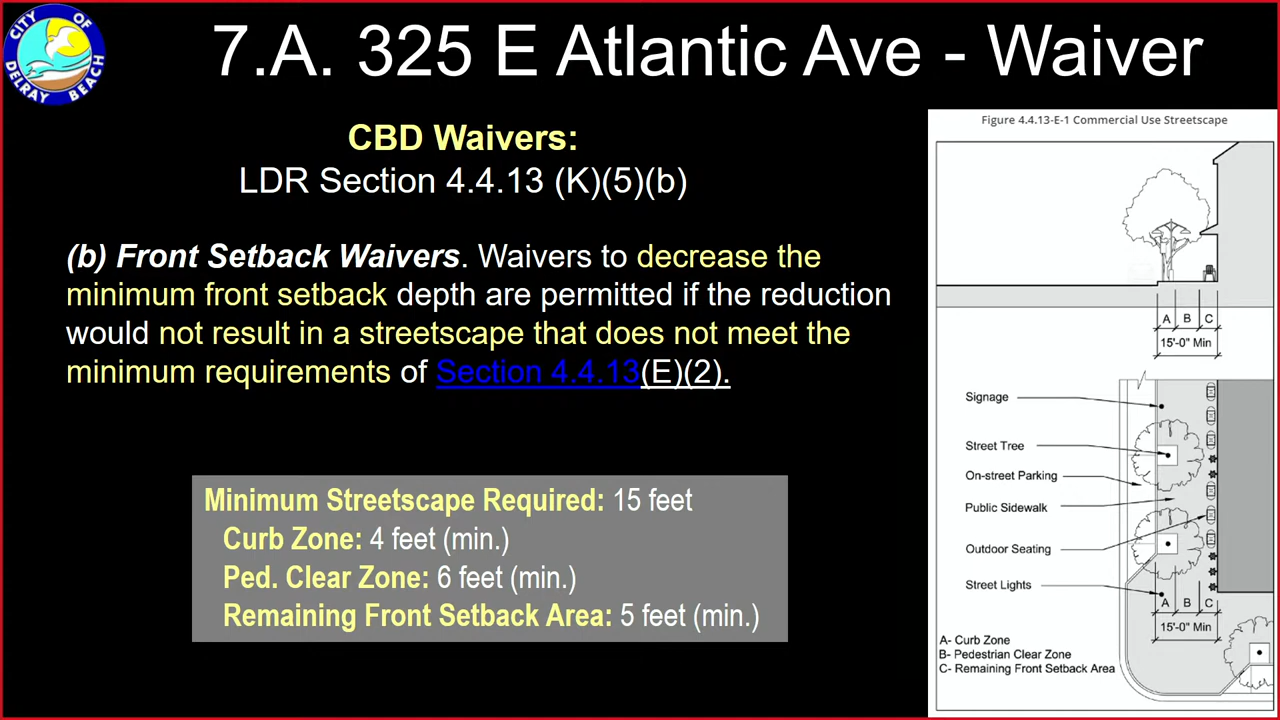 CITY OF
DELRAY BEACH
7.A. 325 E Atlantic Ave - Waiver
CBD Waivers:
LDR Section 4.4.13 (K)(5)(b)
(b) Front Setback Waivers. Waivers to decrease the
minimum front setback depth are permitted if the reduction
would not result in a streetscape that does not meet the
minimum requirements of Section 4.4.13(E)(2).
Minimum Streetscape Required: 15 feet
Curb Zone: 4 feet (min.)
Ped. Clear Zone: 6 feet (min.)
Remaining Front Setback Area: 5 feet (min.)
Figure 4.4.13-E-1 Commercial Use Streetscape
A B C
15'-0" Min
Signage
Street Tree
On-street Parking
Public Sidewalk
Outdoor Seating
Street Lights
A B C
15'-0" Min
A- Curb Zone
B- Pedestrian Clear Zone
C- Remaining Front Setback Area